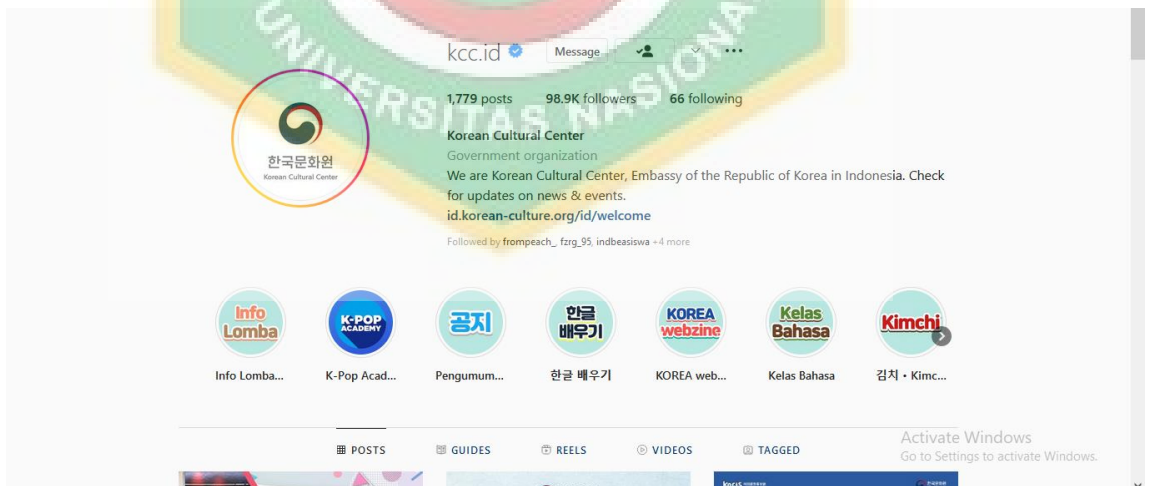 UNIVERSITAS NASIONAL
kcc.id
Message
1,779 posts 98.9K followers 66 following
Korean Cultural Center
Government organization
We are Korean Cultural Center, Embassy of the Republic of Korea in Indonesia. Check
for updates on news & events.
id.korean-culture.org/id/welcome
Followed by frompeach_, fzrg_95, indbeasiswa +4 more
한국문화원
Korean Cultural Center
Info
Lomba
K-POP
ACADEMY
공지
한글
배우기
KOREA
webzine
Kelas
Bahasa
Kimchi
Info Lomba... K-Pop Acad... Pengumum... 한글 배우기 KOREA web... Kelas Bahasa 김치 • Kimc...
POSTS GUIDES REELS VIDEOS TAGGED
Activate Windows
Go to Settings to activate Windows.